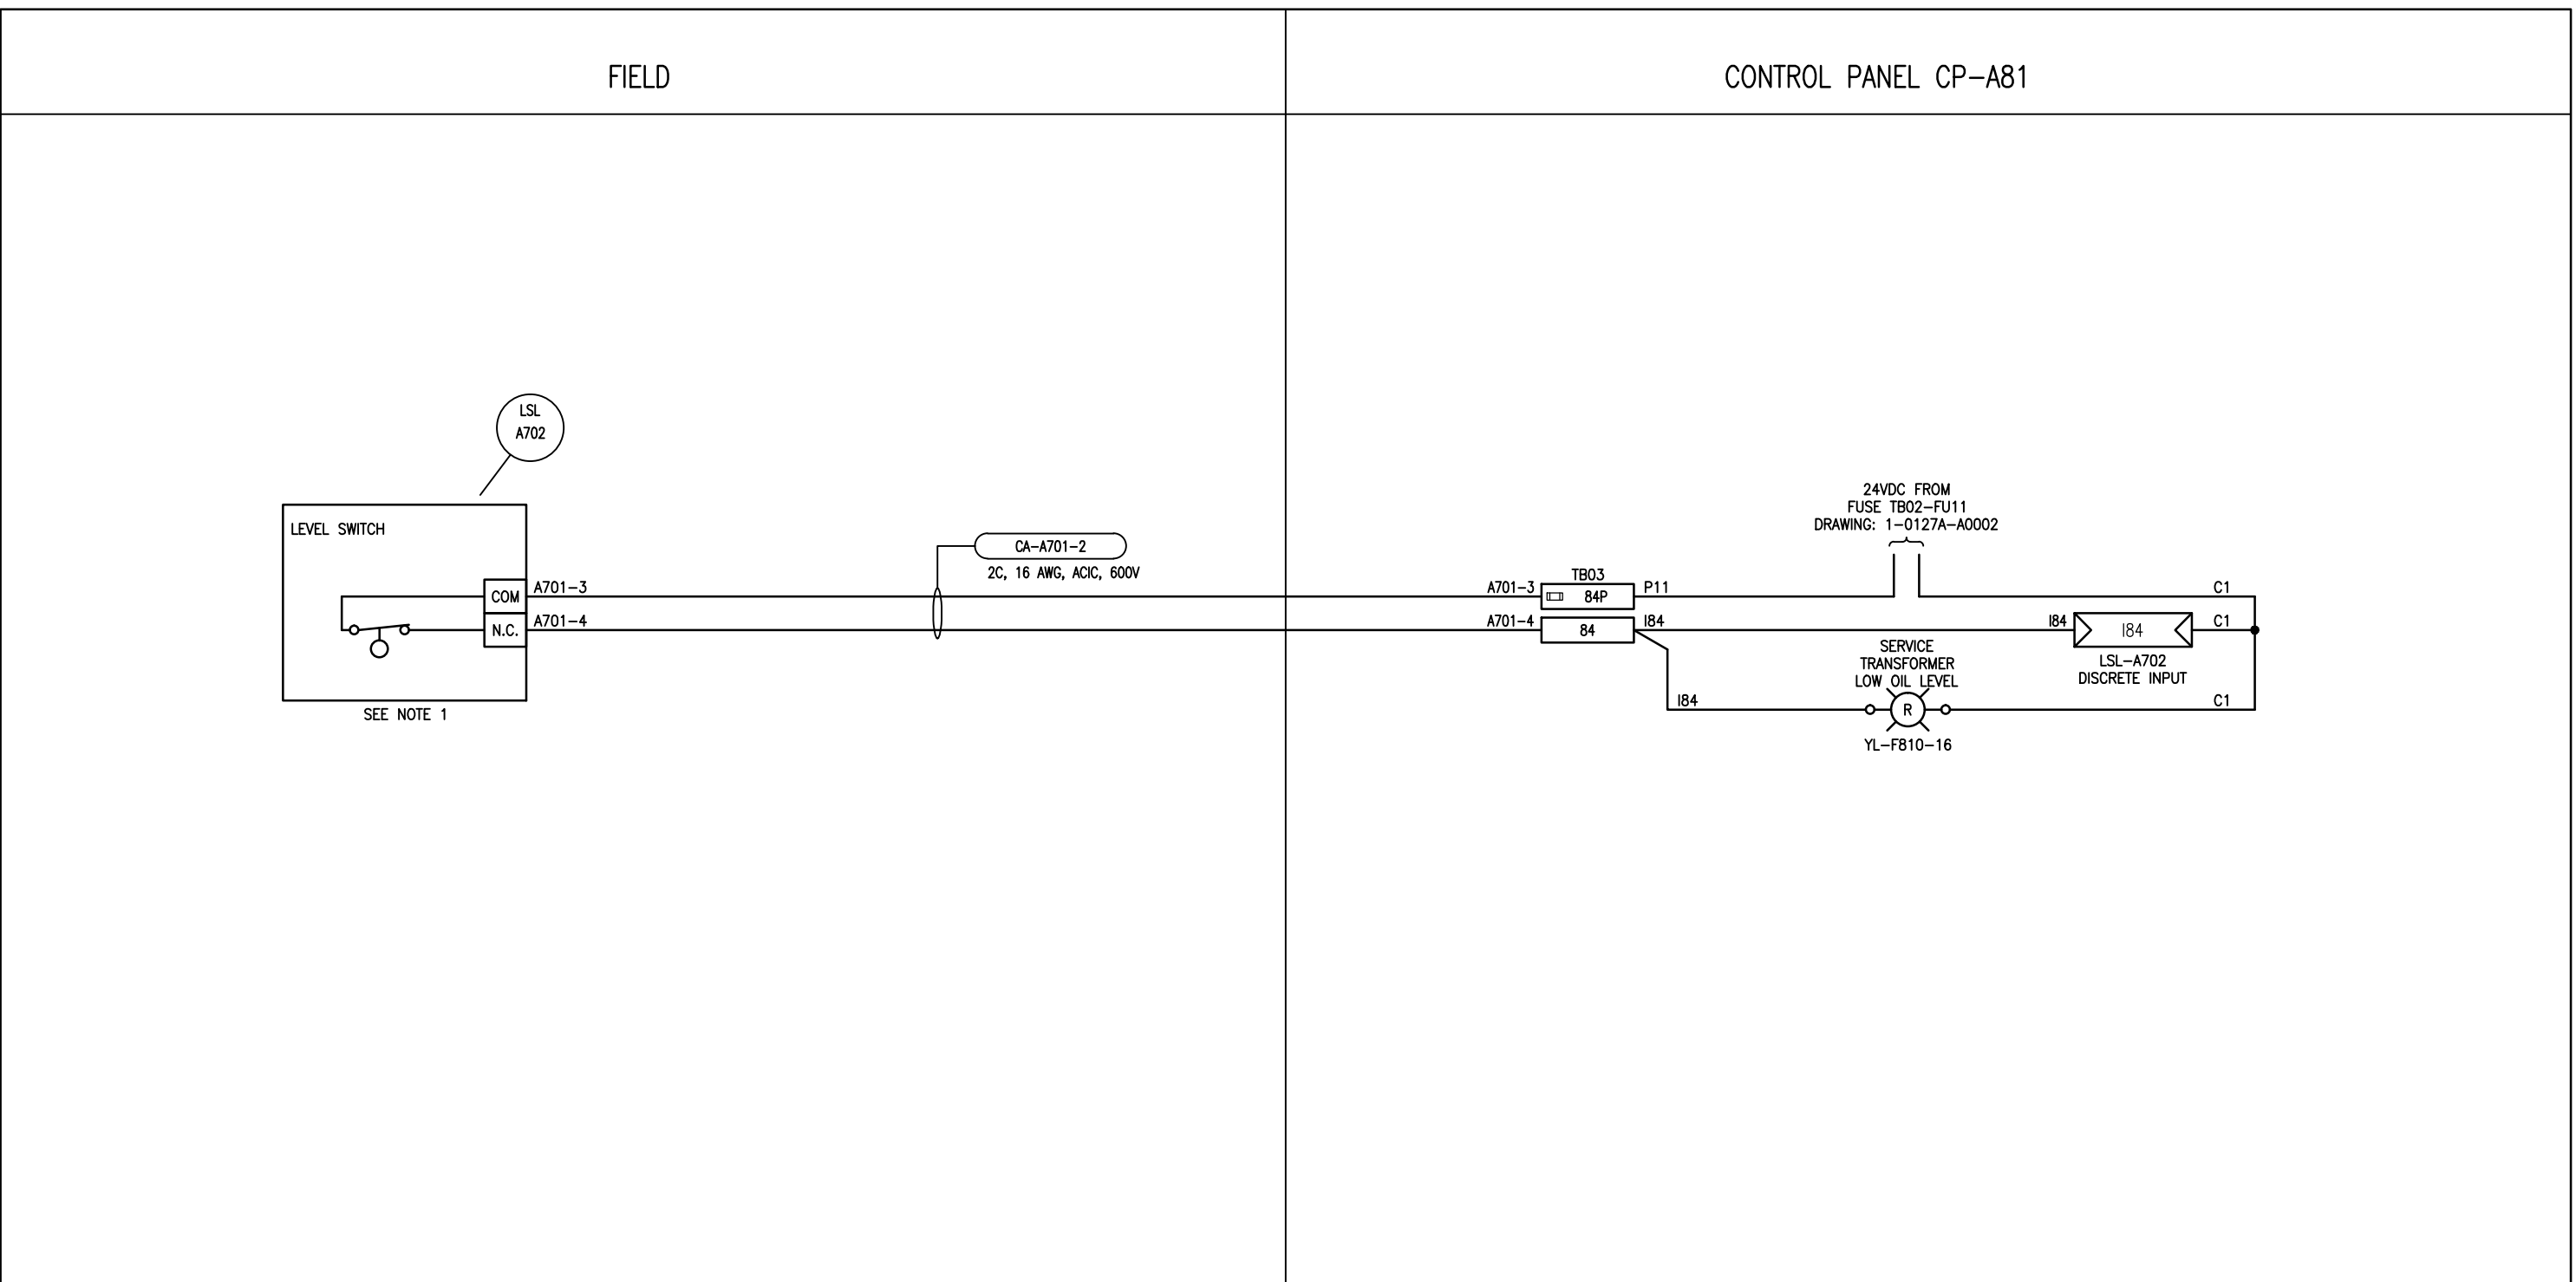 FIELD
CONTROL PANEL CP-A81
LSL
A702
LEVEL SWITCH
COM
N.C.
A701-3
A701-4
SEE NOTE 1
CA-A701-2
2C, 16 AWG, ACIC, 600V
24VDC FROM
FUSE TB02-FU11
DRAWING: 1-0127A-A0002
TB03
A701-3
84P
P11
C1
A701-4
84
I84
I84
I84
C1
SERVICE
TRANSFORMER
LOW OIL LEVEL
LSL-A702
DISCRETE INPUT
I84
R
C1
YL-F810-16